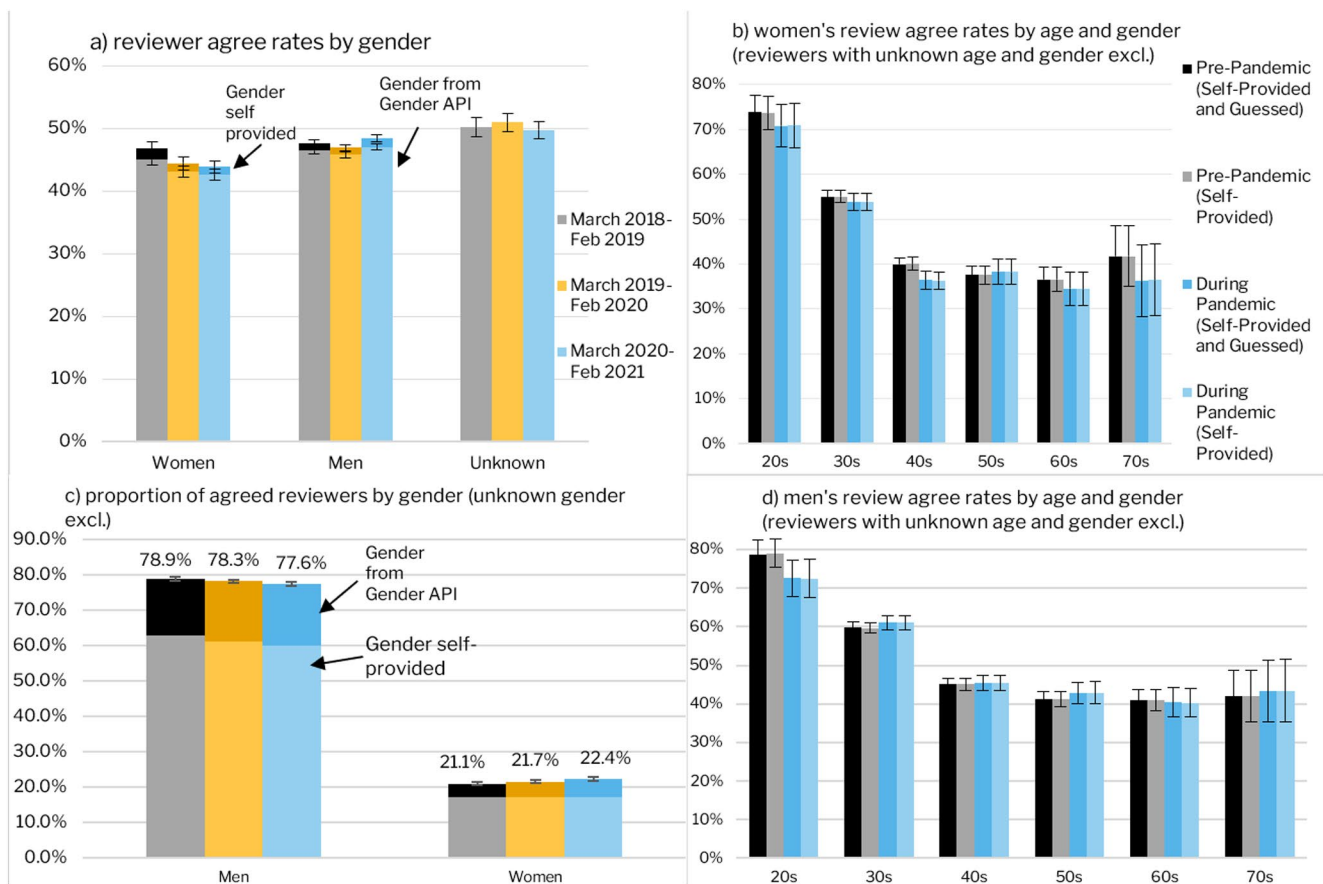 a) reviewer agree rates by gender
60%
50%
40%
30%
20%
10%
0%
Gender
self
provided
Gender from
Gender API
March 2018-
Feb 2019
March 2019-
Feb 2020
March 2020-
Feb 2021
Women
Men
Unknown
b) women's review agree rates by age and gender
(reviewers with unknown age and gender excl.)
80%
70%
60%
50%
40%
30%
20%
10%
0%
20s
30s
40s
50s
60s
70s
Pre-Pandemic
(Self-Provided
and Guessed)
Pre-Pandemic
(Self-
Provided)
During
Pandemic
(Self-Provided
and Guessed)
During
Pandemic
(Self-
Provided)
c) proportion of agreed reviewers by gender (unknown gender
excl.)
90.0%
80.0%
70.0%
60.0%
50.0%
40.0%
30.0%
20.0%
10.0%
0.0%
78.9%
78.3%
77.6%
Gender
from
Gender API
Gender self-
provided
21.1%
21.7%
22.4%
Men
Women
d) men's review agree rates by age and gender
(reviewers with unknown age and gender excl.)
80%
70%
60%
50%
40%
30%
20%
10%
0%
20s
30s
40s
50s
60s
70s